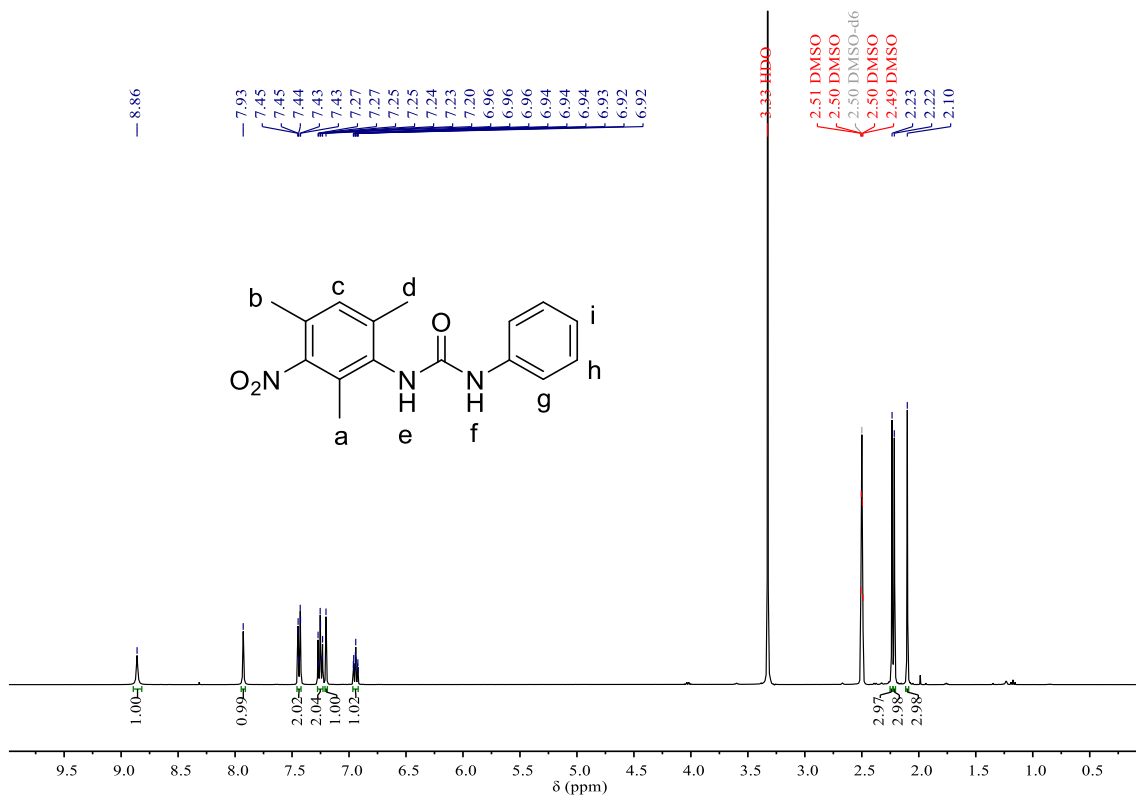 8.86
7.93
7.45
7.45
7.44
7.43
7.43
7.27
7.27
7.25
7.25
7.24
7.23
7.20
6.96
6.96
6.96
6.94
6.94
6.94
6.93
6.92
6.92
3.33 HDO
2.51 DMSO
2.50 DMSO
2.50 DMSO-d6
2.50 DMSO
2.49 DMSO
2.23
2.22
2.10
b
c
d
O
i
h
O2N
N
H
N
H
g
a
e
f
1.00
0.99
2.02
2.04
1.00
1.02
2.97
2.98
2.98
9.5 9.0 8.5 8.0 7.5 7.0 6.5 6.0 5.5 5.0 4.5 4.0 3.5 3.0 2.5 2.0 1.5 1.0 0.5
δ (ppm)